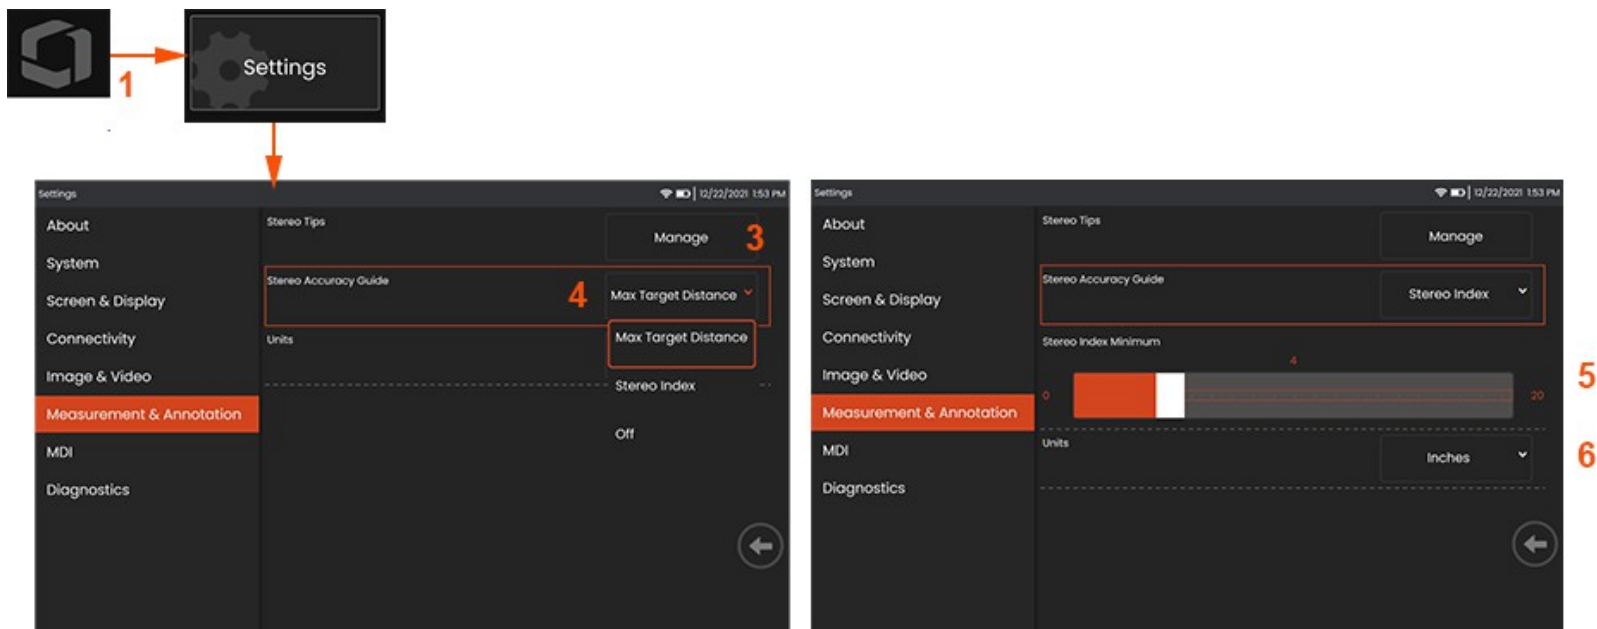 1
Settings
Settings
12/22/2021 1:53 PM
About
System
Screen & Display
Connectivity
Image & Video
Measurement & Annotation
MDI
Diagnostics
Stereo Tips
Manage
3
Stereo Accuracy Guide
4
Max Target Distance
Units
Max Target Distance
Stereo Index
Off
Settings
12/22/2021 1:53 PM
About
System
Screen & Display
Connectivity
Image & Video
Measurement & Annotation
MDI
Diagnostics
Stereo Tips
Manage
Stereo Accuracy Guide
Stereo Index
Stereo Index Minimum
4
0
20
5
Units
Inches
6